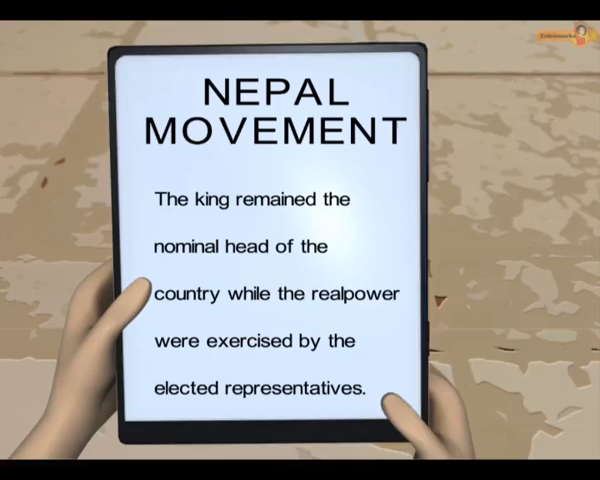 NEPAL
MOVEMENT
The king remained the
nominal head of the
country while the realpower
were exercised by the
elected representatives.